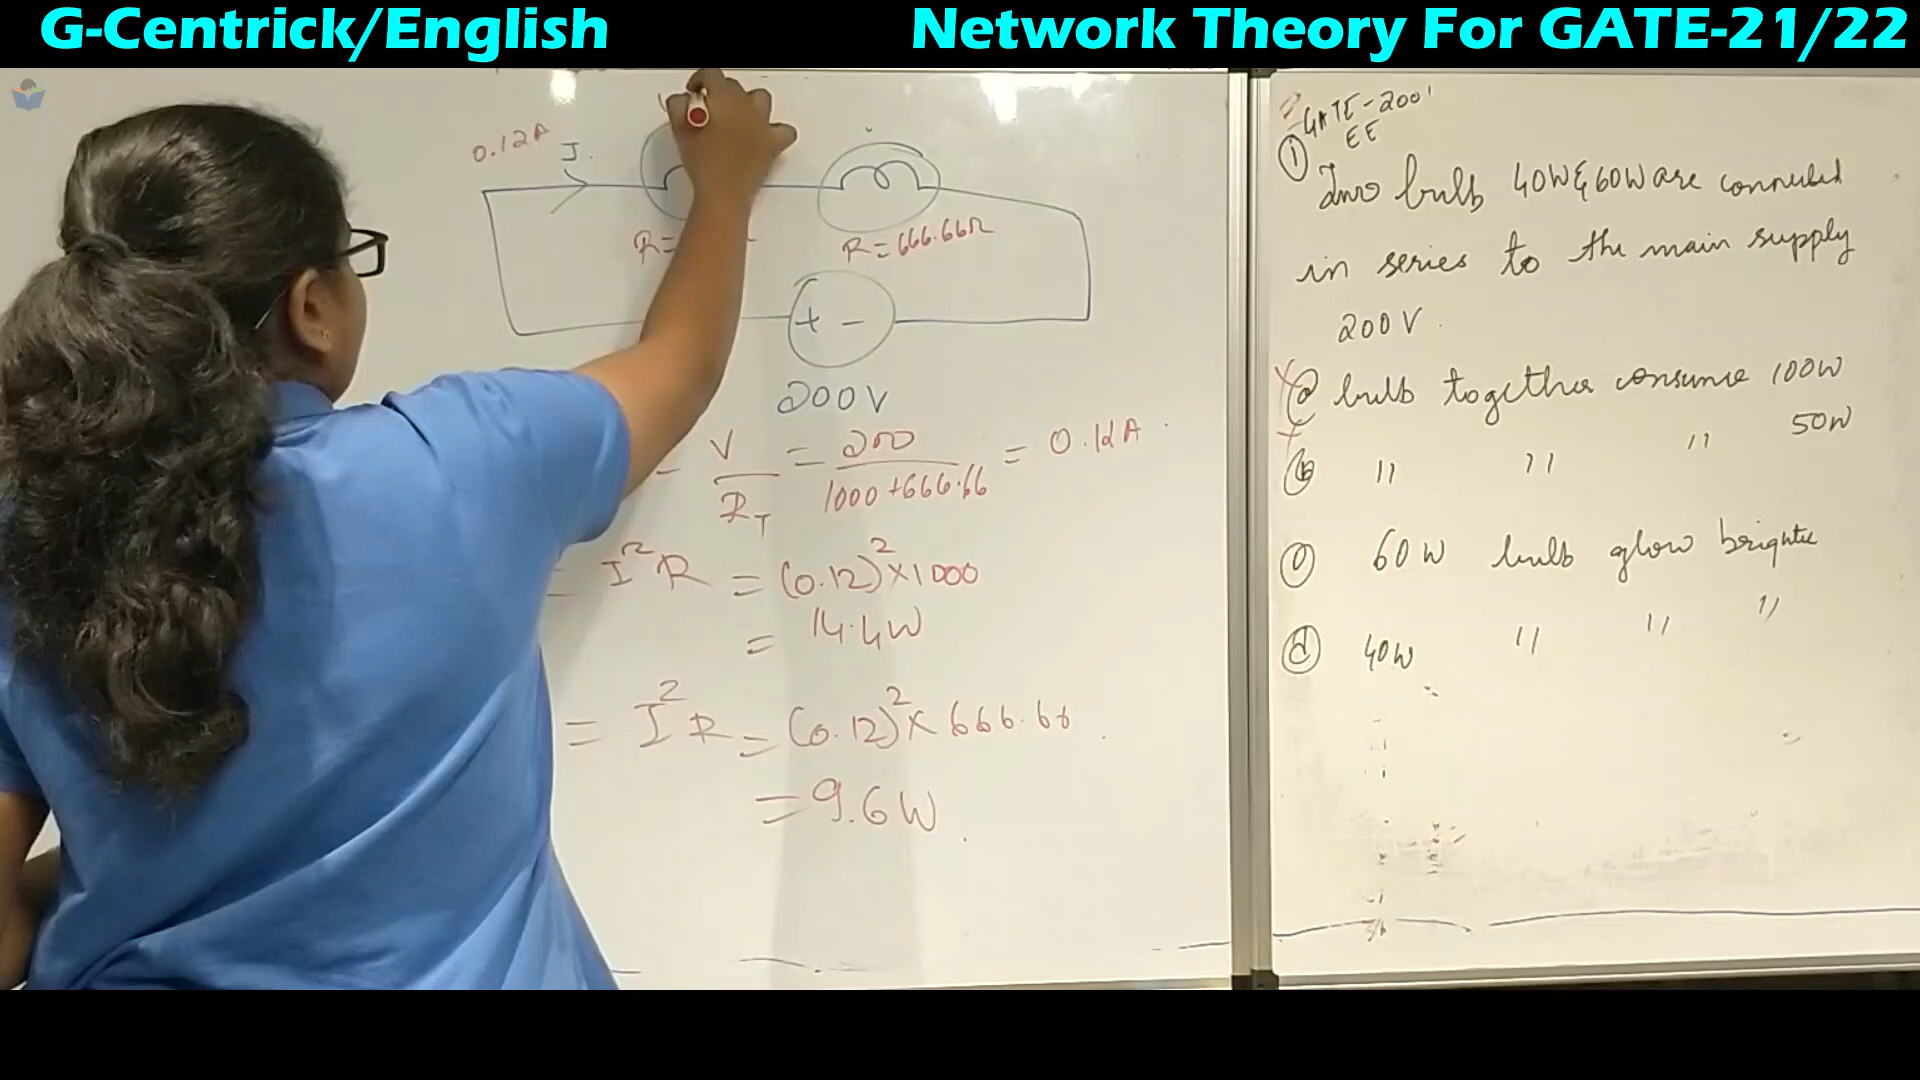 G-Centrick/English
Network Theory For GATE-21/22
0.12A
I.
R=
R=666.66Ω
+ -
200V
= V/R_T = 200/1000+666.66 = 0.12A
= I²R = (0.12)²×1000
= 14.4W
= I²R = (0.12)²× 666.66
= 9.6W
GATE-2001
EE
① Two bulb 40W & 60W are connected
in series to the main supply
200V.
ⓐ bulb together consume 100W
ⓑ 〃 〃 〃 50W
ⓒ 60W bulb glow brighter
ⓓ 40W 〃 〃 〃